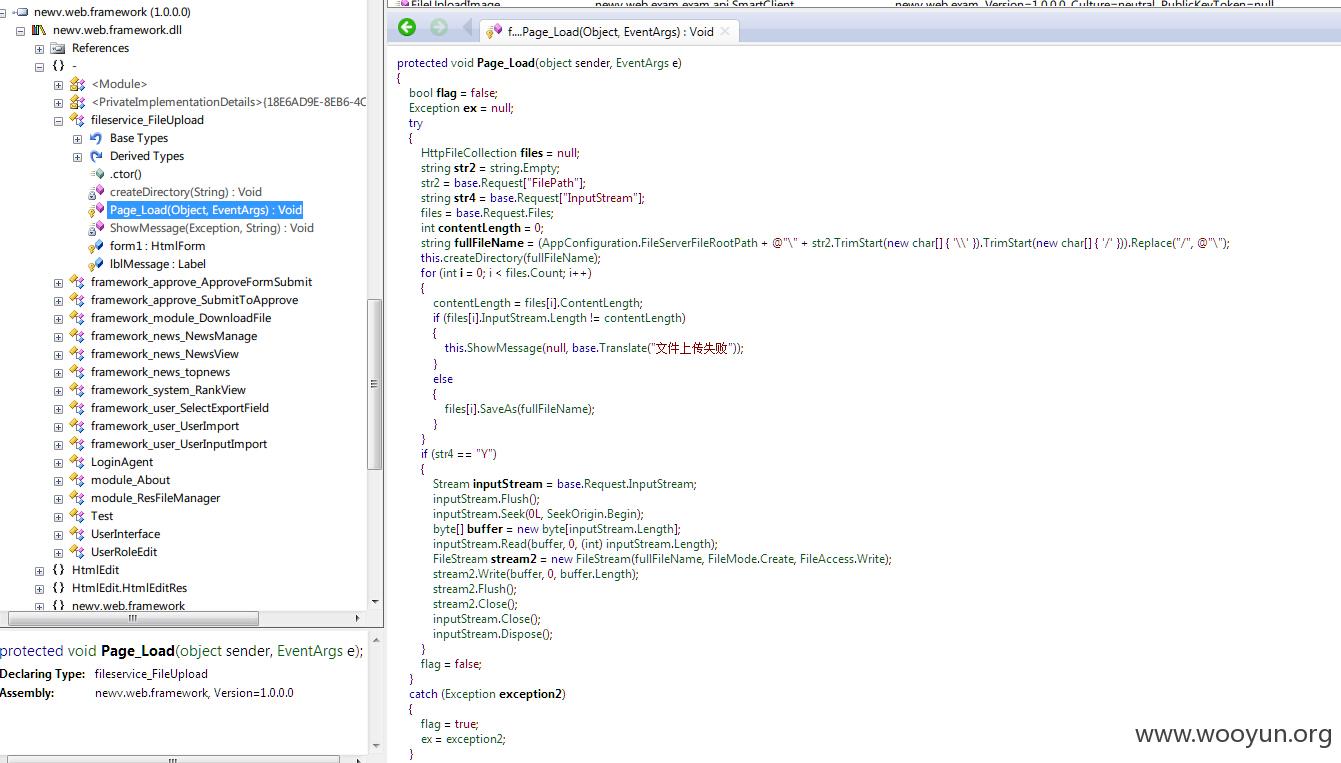 newv.web.framework (1.0.0.0)
newv.web.framework.dll
References
{ } -
<Module>
<PrivateImplementationDetails>{18E6AD9E-8EB6-4C
fileservice_FileUpload
Base Types
Derived Types
.ctor()
createDirectory(String) : Void
Page_Load(Object, EventArgs) : Void
ShowMessage(Exception, String) : Void
form1 : HtmlForm
lblMessage : Label
framework_approve_ApproveFormSubmit
framework_approve_SubmitToApprove
framework_module_DownloadFile
framework_news_NewsManage
framework_news_NewsView
framework_news_topnews
framework_system_RankView
framework_user_SelectExportField
framework_user_UserImport
framework_user_UserInputImport
LoginAgent
module_About
module_ResFileManager
Test
UserInterface
UserRoleEdit
{ } HtmlEdit
{ } HtmlEdit.HtmlEditRes
{ } newv.web.framework
protected void Page_Load(object sender, EventArgs e);
Declaring Type: fileservice_FileUpload
Assembly: newv.web.framework, Version=1.0.0.0
FileUploadImage newv.web.exam.exam.api.SmartClient newv.web.exam, Version=1.0.0.0, Culture=neutral, PublicKeyToken=null
f....Page_Load(Object, EventArgs) : Void
protected void Page_Load(object sender, EventArgs e)
{
bool flag = false;
Exception ex = null;
try
{
HttpFileCollection files = null;
string str2 = string.Empty;
str2 = base.Request["FilePath"];
string str4 = base.Request["InputStream"];
files = base.Request.Files;
int contentLength = 0;
string fullFileName = (AppConfiguration.FileServerFileRootPath + @"\" + str2.TrimStart(new char[] { '\\' }).TrimStart(new char[] { '/' })).Replace("/", @"\");
this.createDirectory(fullFileName);
for (int i = 0; i < files.Count; i++)
{
contentLength = files[i].ContentLength;
if (files[i].InputStream.Length != contentLength)
{
this.ShowMessage(null, base.Translate("文件上传失败"));
}
else
{
files[i].SaveAs(fullFileName);
}
}
if (str4 == "Y")
{
Stream inputStream = base.Request.InputStream;
inputStream.Flush();
inputStream.Seek(0L, SeekOrigin.Begin);
byte[] buffer = new byte[inputStream.Length];
inputStream.Read(buffer, 0, (int) inputStream.Length);
FileStream stream2 = new FileStream(fullFileName, FileMode.Create, FileAccess.Write);
stream2.Write(buffer, 0, buffer.Length);
stream2.Flush();
stream2.Close();
inputStream.Close();
inputStream.Dispose();
}
flag = false;
}
catch (Exception exception2)
{
flag = true;
ex = exception2;
}
www.wooyun.org